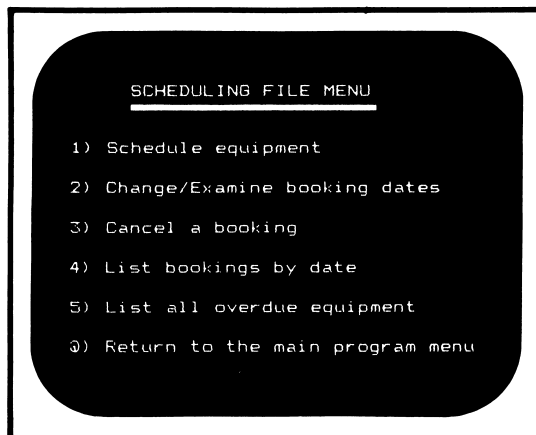 SCHEDULING FILE MENU
1) Schedule equipment
2) Change/Examine booking dates
3) Cancel a booking
4) List bookings by date
5) List all overdue equipment
0) Return to the main program menu